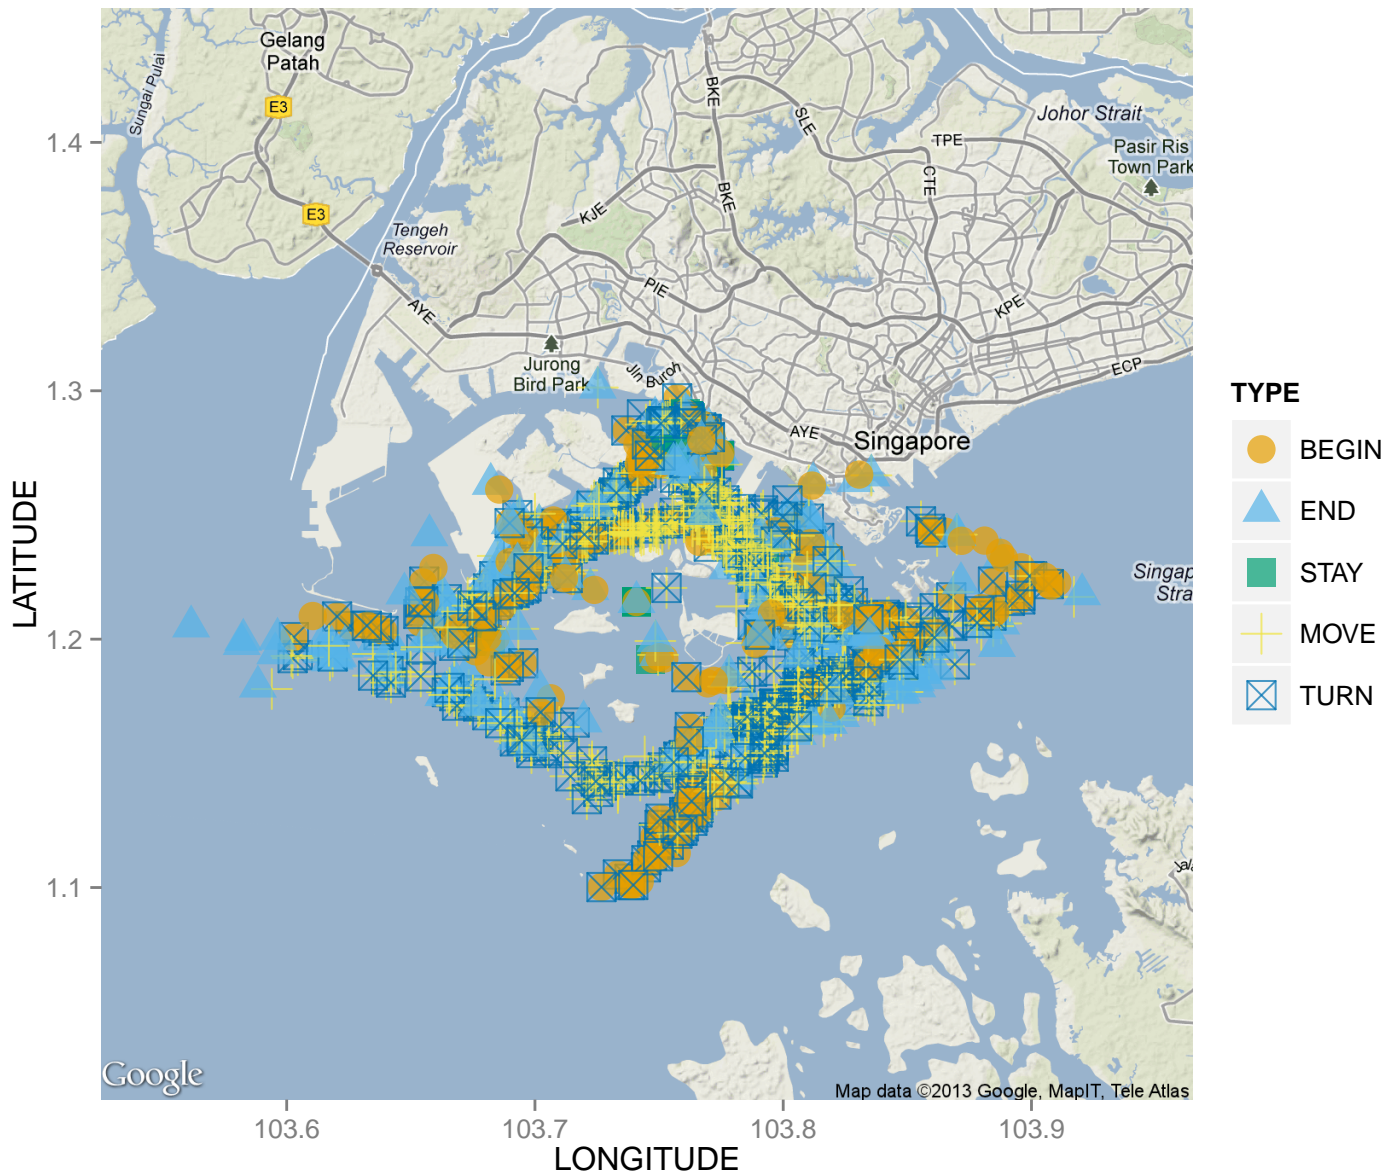 Gelang
Patah
Sungai Pulai
E3
BKE
SLE
Johor Strait
1.4
TPE
Pasir Ris
Town Park
CTE
BKE
KJE
E3
Tengeh
Reservoir
PIE
KPE
AYE
Jurong
Bird Park
Jln Buroh
ECP
1.3
AYE
Singapore
TYPE
BEGIN
END
STAY
MOVE
TURN
LATITUDE
Singap
Stra
1.2
1.1
Jala
Google
Map data ©2013 Google, MapIT, Tele Atlas
103.6
103.7
103.8
103.9
LONGITUDE